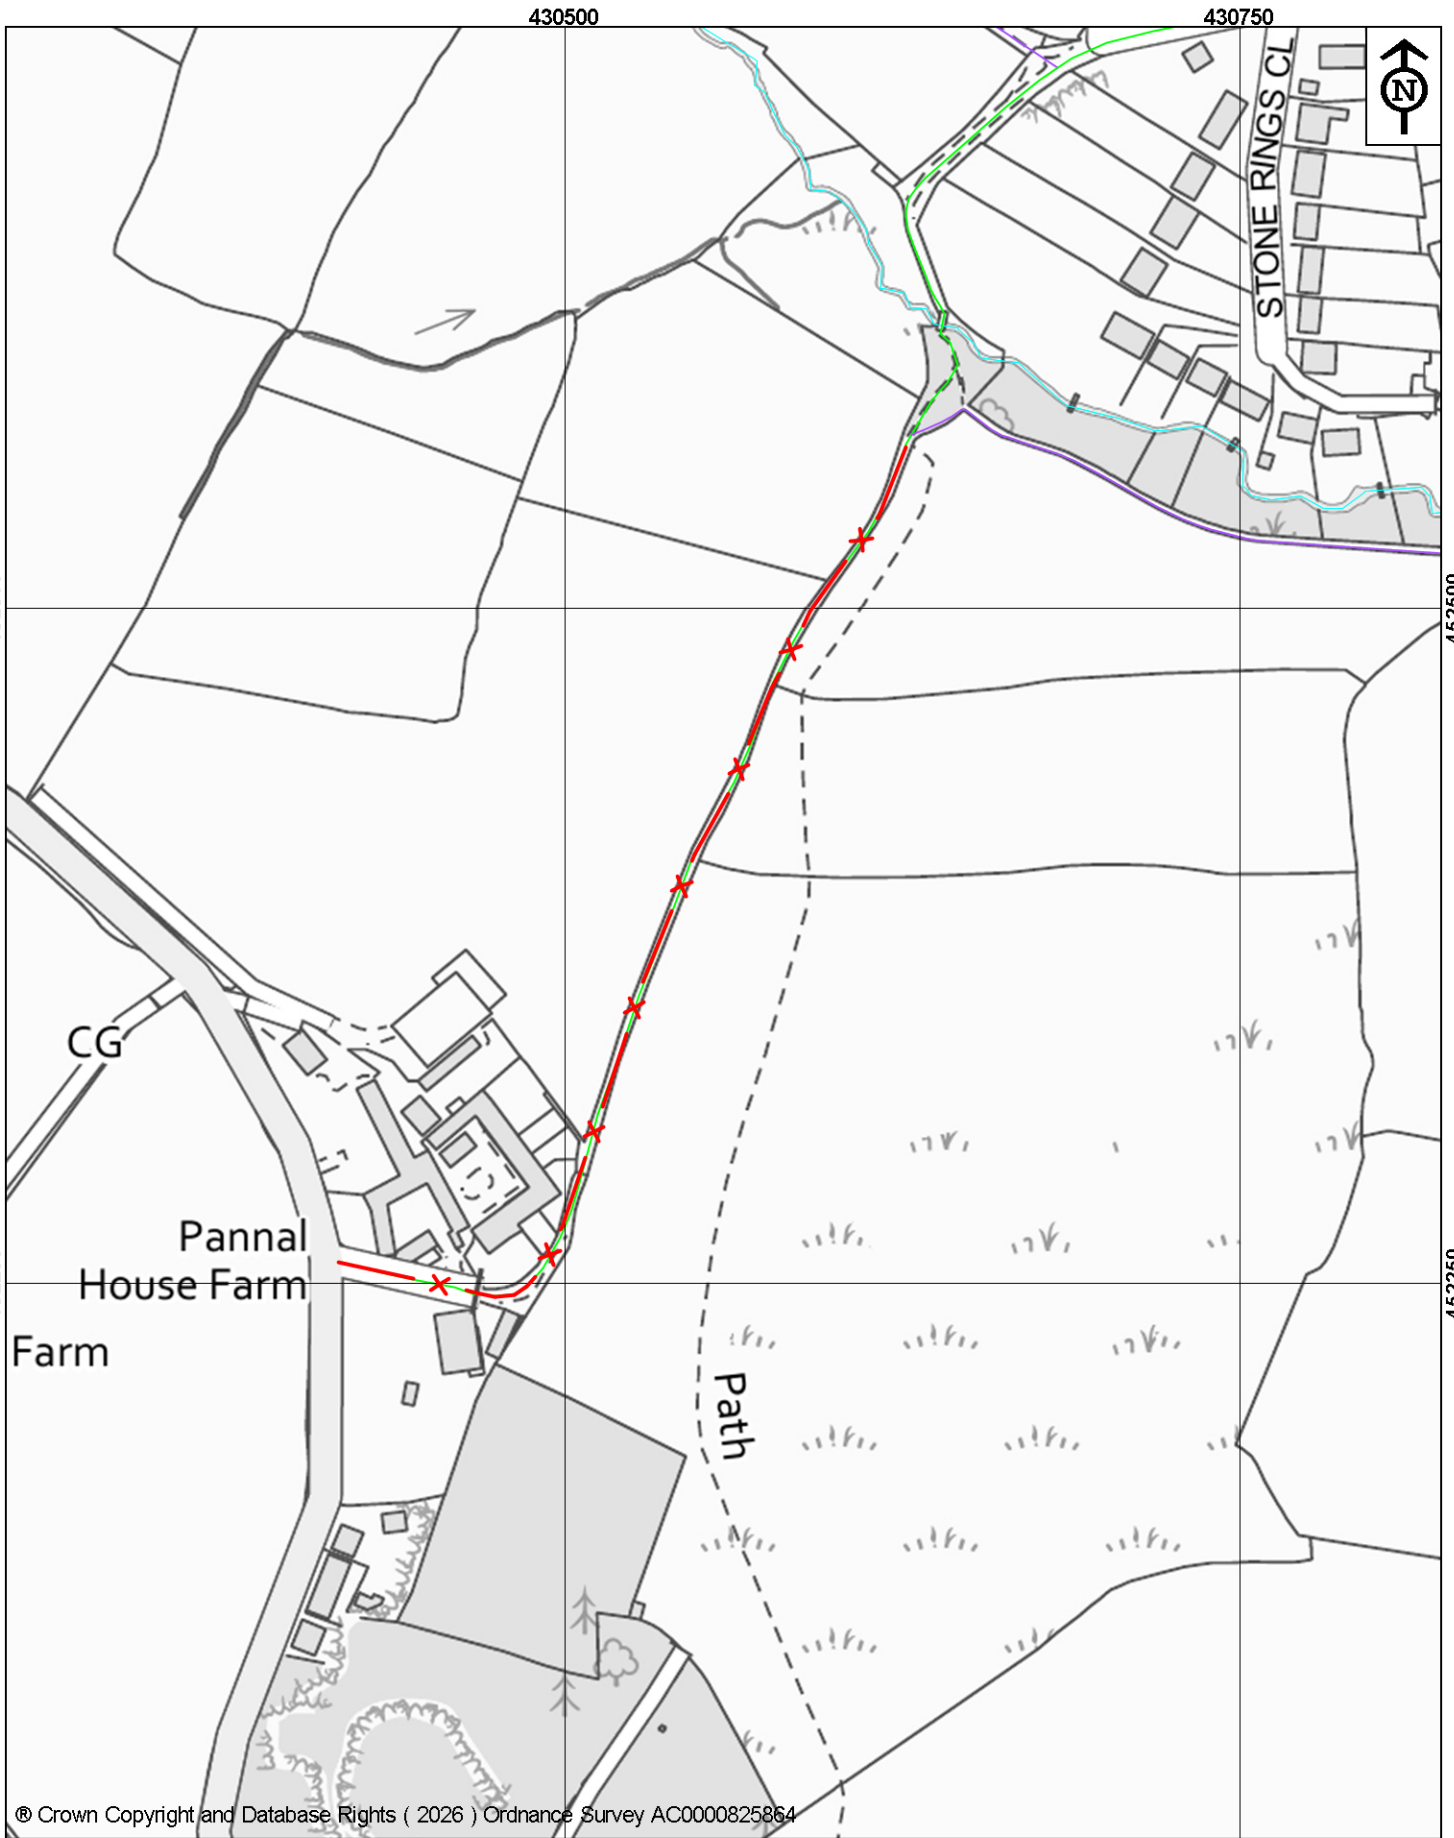 430500
430750
N
STONE RINGS CL
CG
Pannal
House Farm
Farm
Path
® Crown Copyright and Database Rights ( 2026 ) Ordnance Survey AC0000825864